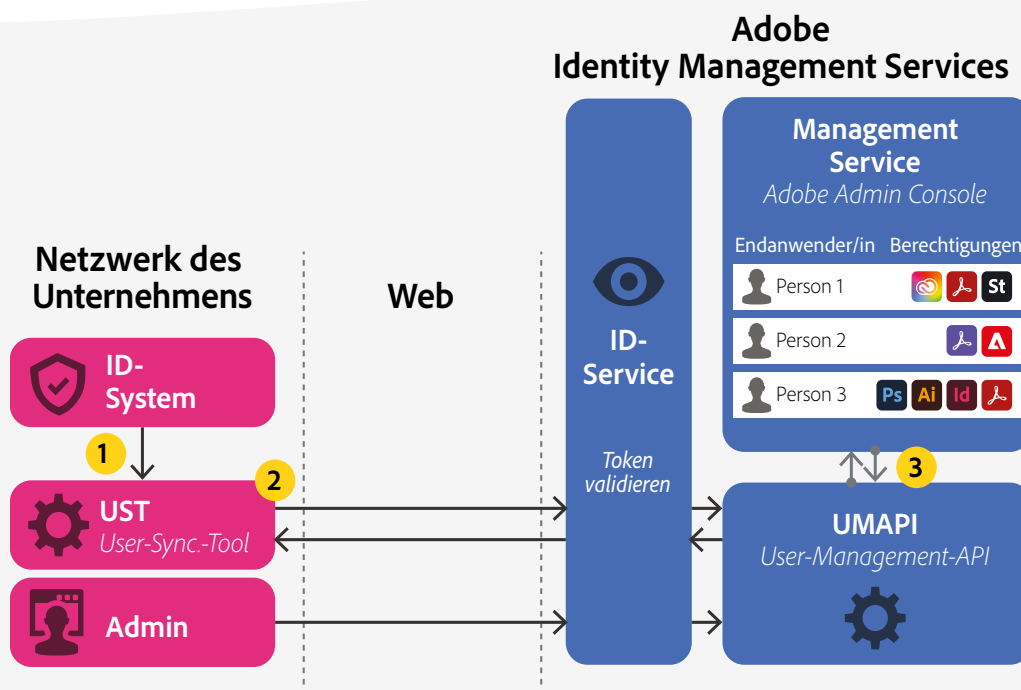 Adobe
Identity Management Services
Netzwerk des
Unternehmens
Web
ID-
System
1
2
UST
User-Sync.-Tool
Admin
ID-
Service
Token
validieren
Management
Service
Adobe Admin Console
Endanwender/in Berechtigungen
Person 1 St
Person 2
Person 3 Ps Ai Id
3
UMAPI
User-Management-API